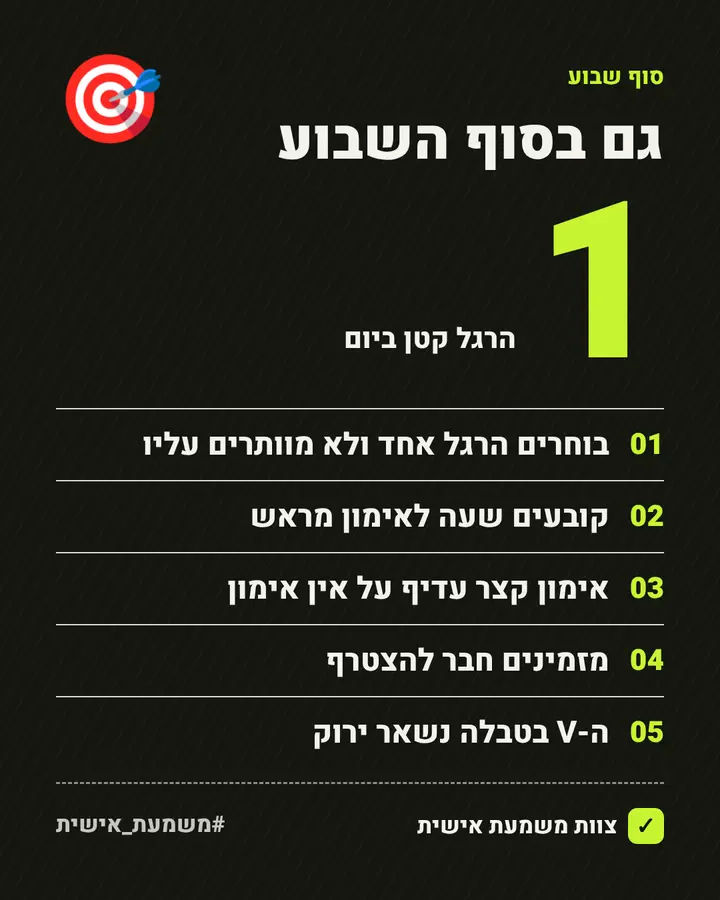 סוף שבוע
גם בסוף השבוע
1
הרגל קטן ביום
01 בוחרים הרגל אחד ולא מוותרים עליו
02 קובעים שעה לאימון מראש
03 אימון קצר עדיף על אין אימון
04 מזמינים חבר להצטרף
05 ה-V בטבלה נשאר ירוק
✓ צוות משמעת אישית
#משמעת_אישית